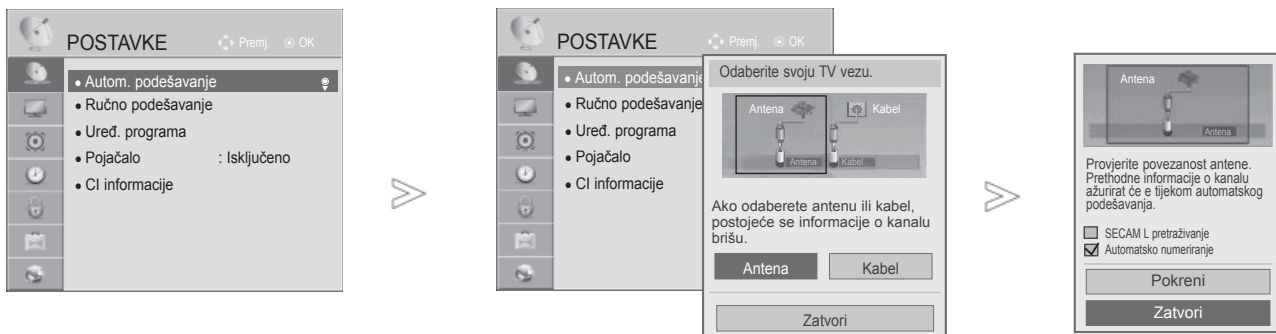 POSTAVKE
Premj. OK
• Autom. podešavanje
• Ručno podešavanje
• Uređ. programa
• Pojačalo : Isključeno
• CI informacije
>
POSTAVKE
Premj. OK
• Autom. podešavanje
• Ručno podešavanje
• Uređ. programa
• Pojačalo
• CI informacije
Odaberite svoju TV vezu.
Antena Kabel
Antena Kabel
Ako odaberete antenu ili kabel,
postojeće se informacije o kanalu
brišu.
Antena Kabel
Zatvori
>
Antena
Antena
Provjerite povezanost antene.
Prethodne informacije o kanalu
ažurirat će e tijekom automatskog
podešavanja.
SECAM L pretraživanje
Automatsko numeriranje
Pokreni
Zatvori